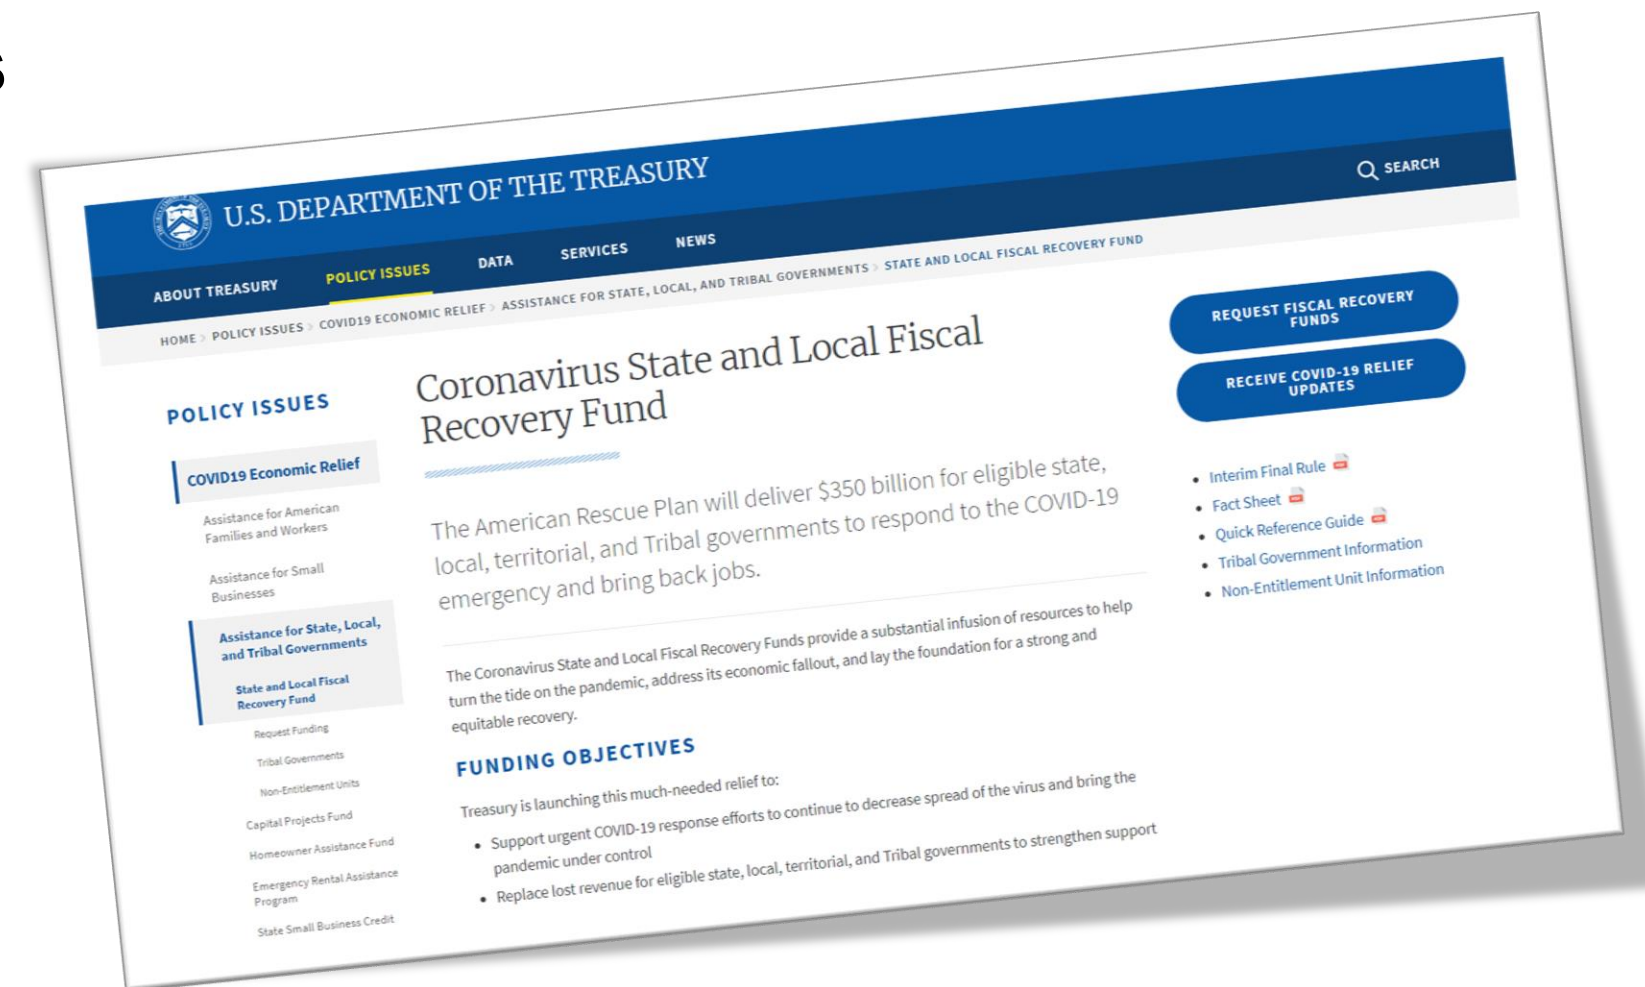 s
U.S. DEPARTMENT OF THE TREASURY
ABOUT TREASURY POLICY ISSUES DATA SERVICES NEWS
SEARCH
HOME > POLICY ISSUES > COVID19 ECONOMIC RELIEF > ASSISTANCE FOR STATE, LOCAL, AND TRIBAL GOVERNMENTS > STATE AND LOCAL FISCAL RECOVERY FUND
POLICY ISSUES
COVID19 Economic Relief
Assistance for American
Families and Workers
Assistance for Small
Businesses
Assistance for State, Local,
and Tribal Governments
State and Local Fiscal
Recovery Fund
Request Funding
Tribal Governments
Non-Entitlement Units
Capital Projects Fund
Homeowner Assistance Fund
Emergency Rental Assistance
Program
State Small Business Credit
Coronavirus State and Local Fiscal
Recovery Fund
The American Rescue Plan will deliver $350 billion for eligible state,
local, territorial, and Tribal governments to respond to the COVID-19
emergency and bring back jobs.
The Coronavirus State and Local Fiscal Recovery Funds provide a substantial infusion of resources to help
turn the tide on the pandemic, address its economic fallout, and lay the foundation for a strong and
equitable recovery.
FUNDING OBJECTIVES
Treasury is launching this much-needed relief to:
• Support urgent COVID-19 response efforts to continue to decrease spread of the virus and bring the
pandemic under control
• Replace lost revenue for eligible state, local, territorial, and Tribal governments to strengthen support
REQUEST FISCAL RECOVERY
FUNDS
RECEIVE COVID-19 RELIEF
UPDATES
• Interim Final Rule
• Fact Sheet
• Quick Reference Guide
• Tribal Government Information
• Non-Entitlement Unit Information